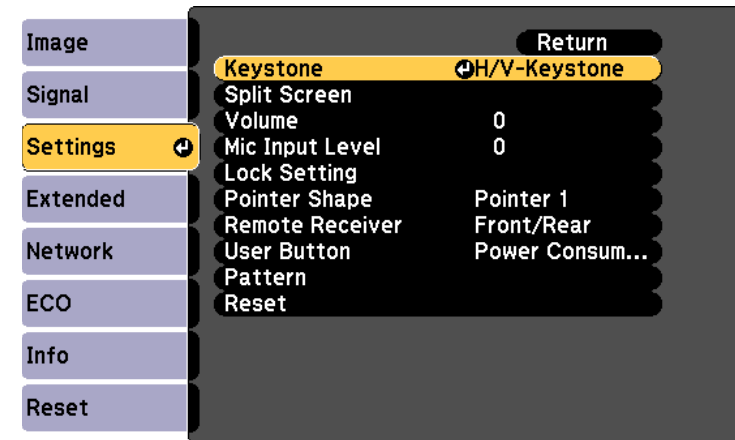 Image
Signal
Settings
Extended
Network
ECO
Info
Reset
Return
Keystone H/V-Keystone
Split Screen
Volume 0
Mic Input Level 0
Lock Setting
Pointer Shape Pointer 1
Remote Receiver Front/Rear
User Button Power Consum...
Pattern
Reset